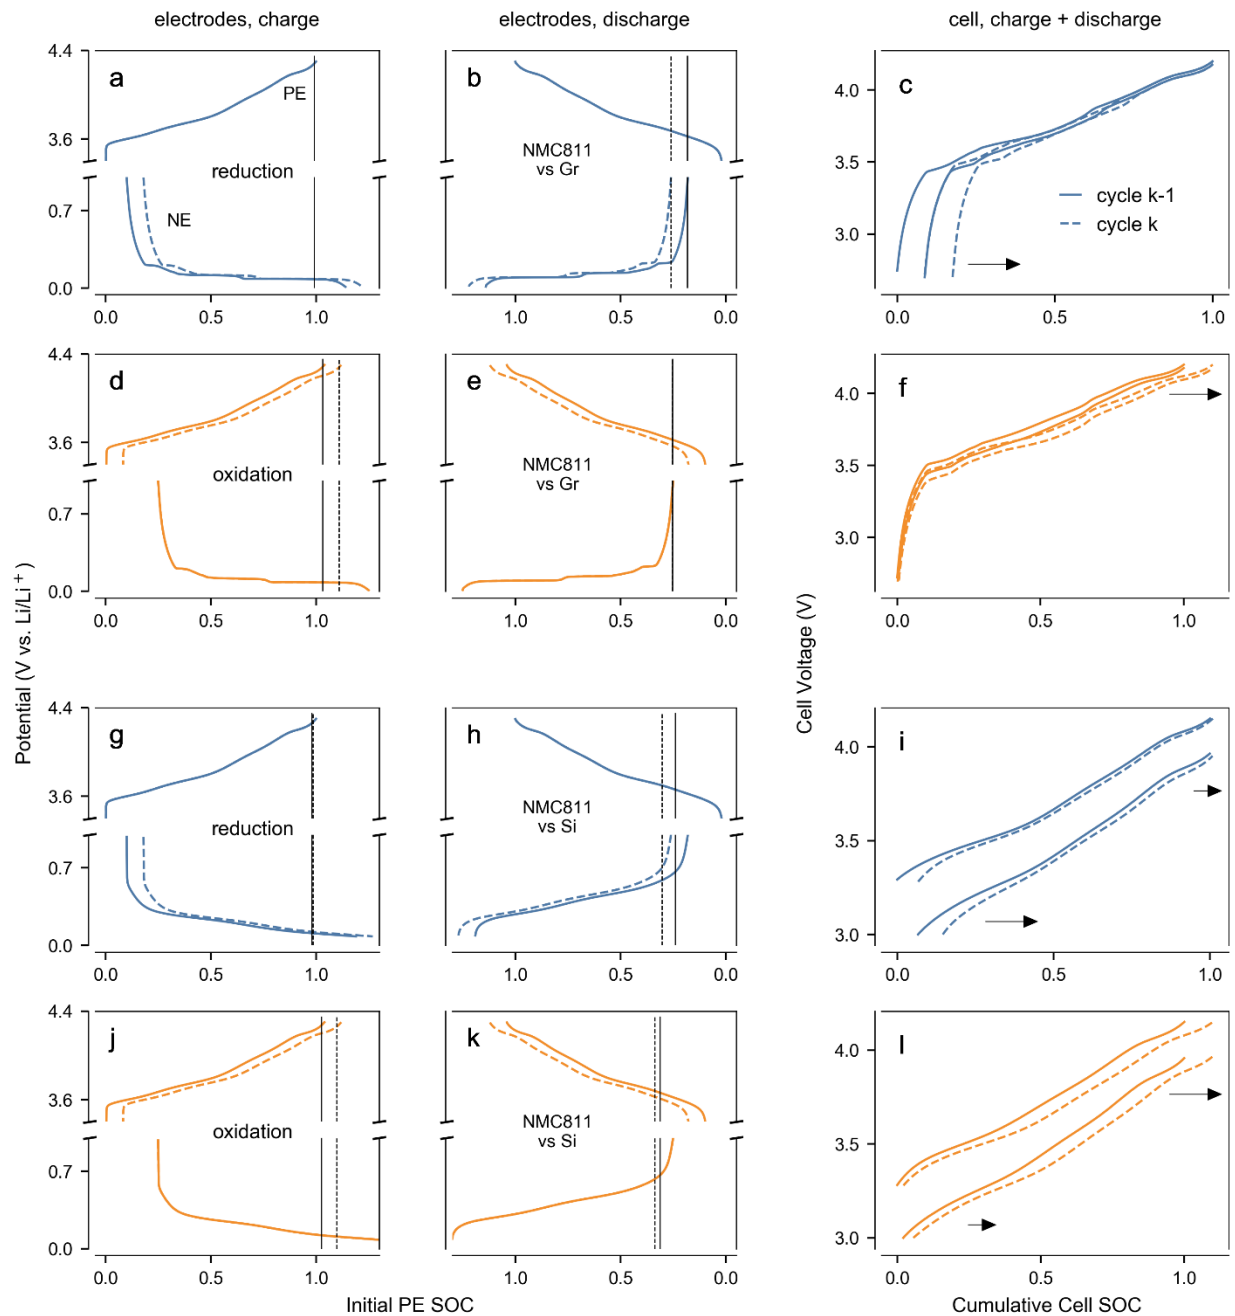 electrodes, charge
electrodes, discharge
cell, charge + discharge
4.4
3.6
0.7
0.0
a
PE
reduction
NE
0.0 0.5 1.0
b
NMC811
vs Gr
1.0 0.5 0.0
4.0
3.5
3.0
c
cycle k-1
cycle k
0.0 0.5 1.0
4.4
3.6
0.7
0.0
d
oxidation
0.0 0.5 1.0
e
NMC811
vs Gr
1.0 0.5 0.0
4.0
3.5
3.0
f
0.0 0.5 1.0
Potential (V vs. Li/Li+)
Cell Voltage (V)
4.4
3.6
0.7
0.0
g
reduction
0.0 0.5 1.0
h
NMC811
vs Si
1.0 0.5 0.0
4.0
3.5
3.0
i
0.0 0.5 1.0
4.4
3.6
0.7
0.0
j
oxidation
0.0 0.5 1.0
k
NMC811
vs Si
1.0 0.5 0.0
4.0
3.5
3.0
l
0.0 0.5 1.0
Initial PE SOC
Cumulative Cell SOC